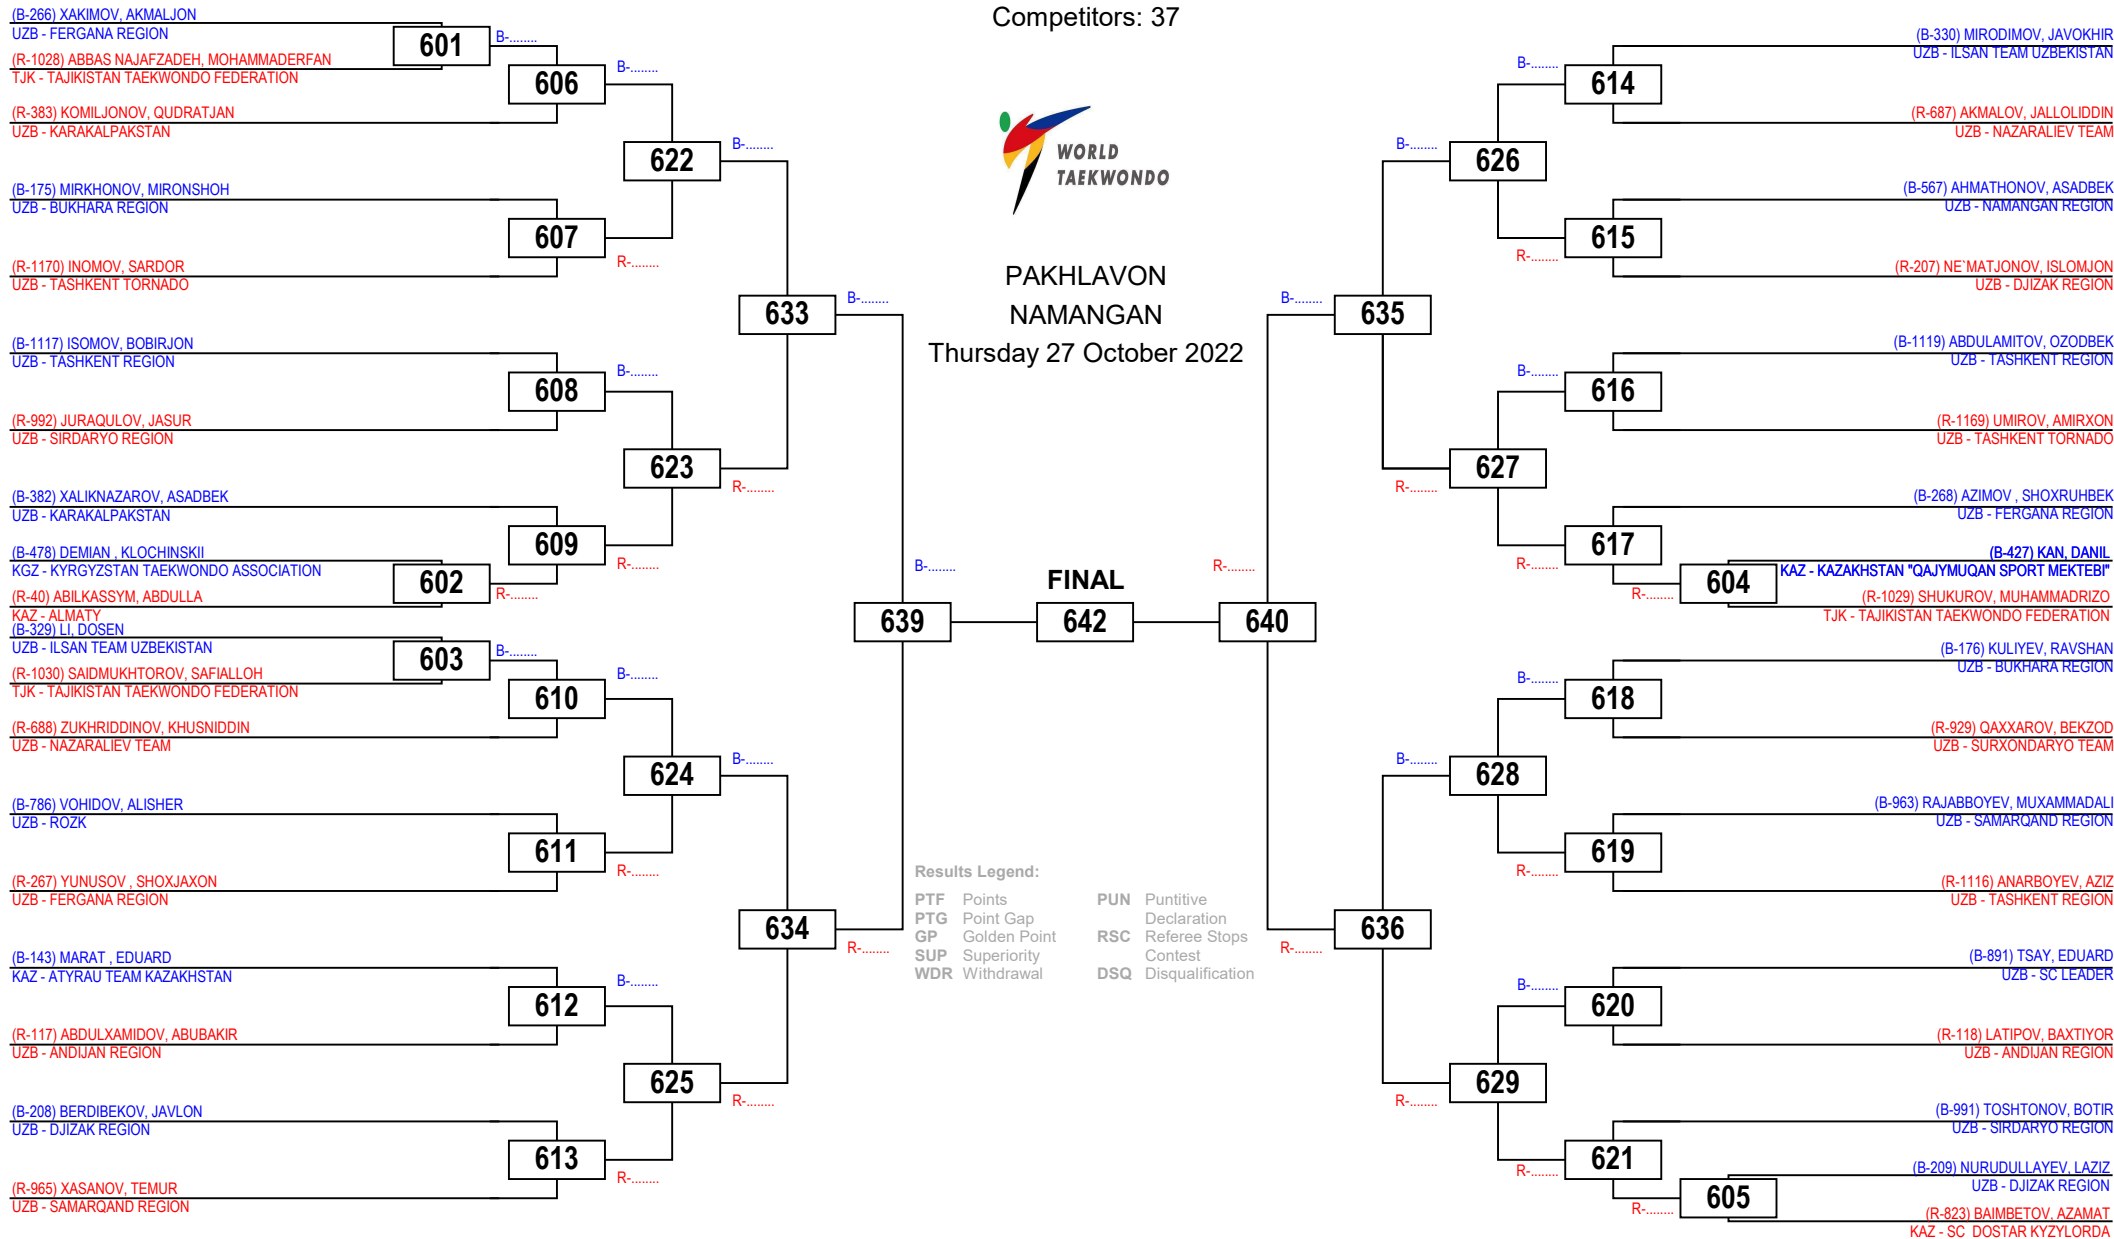 Competitors: 37
WORLD
TAEKWONDO
PAKHLAVON
NAMANGAN
Thursday 27 October 2022
(B-266) XAKIMOV, AKMALJON
UZB - FERGANA REGION
601
B-........
(R-1028) ABBAS NAJAFZADEH, MOHAMMADERFAN
TJK - TAJIKISTAN TAEKWONDO FEDERATION
606
B-........
(R-383) KOMILJONOV, QUDRATJAN
UZB - KARAKALPAKSTAN
622
B-........
(B-175) MIRKHONOV, MIRONSHOH
UZB - BUKHARA REGION
607
R-........
(R-1170) INOMOV, SARDOR
UZB - TASHKENT TORNADO
633
B-........
(B-1117) ISOMOV, BOBIRJON
UZB - TASHKENT REGION
608
B-........
(R-992) JURAQULOV, JASUR
UZB - SIRDARYO REGION
623
R-........
(B-382) XALIKNAZAROV, ASADBEK
UZB - KARAKALPAKSTAN
609
R-........
(B-478) DEMIAN , KLOCHINSKII
KGZ - KYRGYZSTAN TAEKWONDO ASSOCIATION
602
R-........
(R-40) ABILKASSYM, ABDULLA
KAZ - ALMATY
639
B-........
(B-329) LI, DOSEN
UZB - ILSAN TEAM UZBEKISTAN
603
B-........
(R-1030) SAIDMUKHTOROV, SAFIALLOH
TJK - TAJIKISTAN TAEKWONDO FEDERATION
610
B-........
(R-688) ZUKHRIDDINOV, KHUSNIDDIN
UZB - NAZARALIEV TEAM
624
B-........
(B-786) VOHIDOV, ALISHER
UZB - ROZK
611
R-........
(R-267) YUNUSOV , SHOXJAXON
UZB - FERGANA REGION
634
R-........
(B-143) MARAT , EDUARD
KAZ - ATYRAU TEAM KAZAKHSTAN
612
B-........
(R-117) ABDULXAMIDOV, ABUBAKIR
UZB - ANDIJAN REGION
625
R-........
(B-208) BERDIBEKOV, JAVLON
UZB - DJIZAK REGION
613
R-........
(R-965) XASANOV, TEMUR
UZB - SAMARQAND REGION
FINAL
642
Results Legend:
PTF Points
PTG Point Gap
GP Golden Point
SUP Superiority
WDR Withdrawal
PUN Puntitive
Declaration
RSC Referee Stops
Contest
DSQ Disqualification
(B-330) MIRODIMOV, JAVOKHIR
UZB - ILSAN TEAM UZBEKISTAN
B-........
614
(R-687) AKMALOV, JALLOLIDDIN
UZB - NAZARALIEV TEAM
B-........
626
(B-567) AHMATHONOV, ASADBEK
UZB - NAMANGAN REGION
R-........
615
(R-207) NE`MATJONOV, ISLOMJON
UZB - DJIZAK REGION
B-........
635
(B-1119) ABDULAMITOV, OZODBEK
UZB - TASHKENT REGION
B-........
616
(R-1169) UMIROV, AMIRXON
UZB - TASHKENT TORNADO
R-........
627
(B-268) AZIMOV , SHOXRUHBEK
UZB - FERGANA REGION
R-........
617
(B-427) KAN, DANIL
KAZ - KAZAKHSTAN "QAJYMUQAN SPORT MEKTEBI"
R-........
604
(R-1029) SHUKUROV, MUHAMMADRIZO
TJK - TAJIKISTAN TAEKWONDO FEDERATION
R-........
640
(B-176) KULIYEV, RAVSHAN
UZB - BUKHARA REGION
B-........
618
(R-929) QAXXAROV, BEKZOD
UZB - SURXONDARYO TEAM
B-........
628
(B-963) RAJABBOYEV, MUXAMMADALI
UZB - SAMARQAND REGION
R-........
619
(R-1116) ANARBOYEV, AZIZ
UZB - TASHKENT REGION
R-........
636
(B-891) TSAY, EDUARD
UZB - SC LEADER
B-........
620
(R-118) LATIPOV, BAXTIYOR
UZB - ANDIJAN REGION
R-........
629
(B-991) TOSHTONOV, BOTIR
UZB - SIRDARYO REGION
R-........
621
(B-209) NURUDULLAYEV, LAZIZ
UZB - DJIZAK REGION
R-........
605
(R-823) BAIMBETOV, AZAMAT
KAZ - SC DOSTAR KYZYLORDA